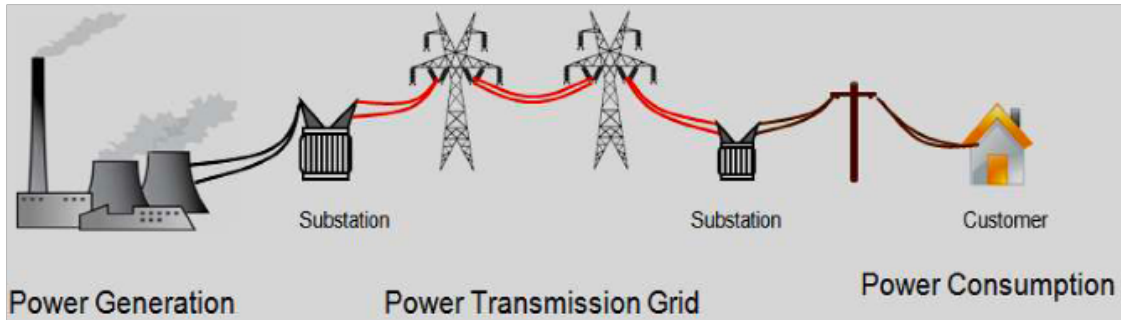 Substation
Substation
Customer
Power Generation
Power Transmission Grid
Power Consumption